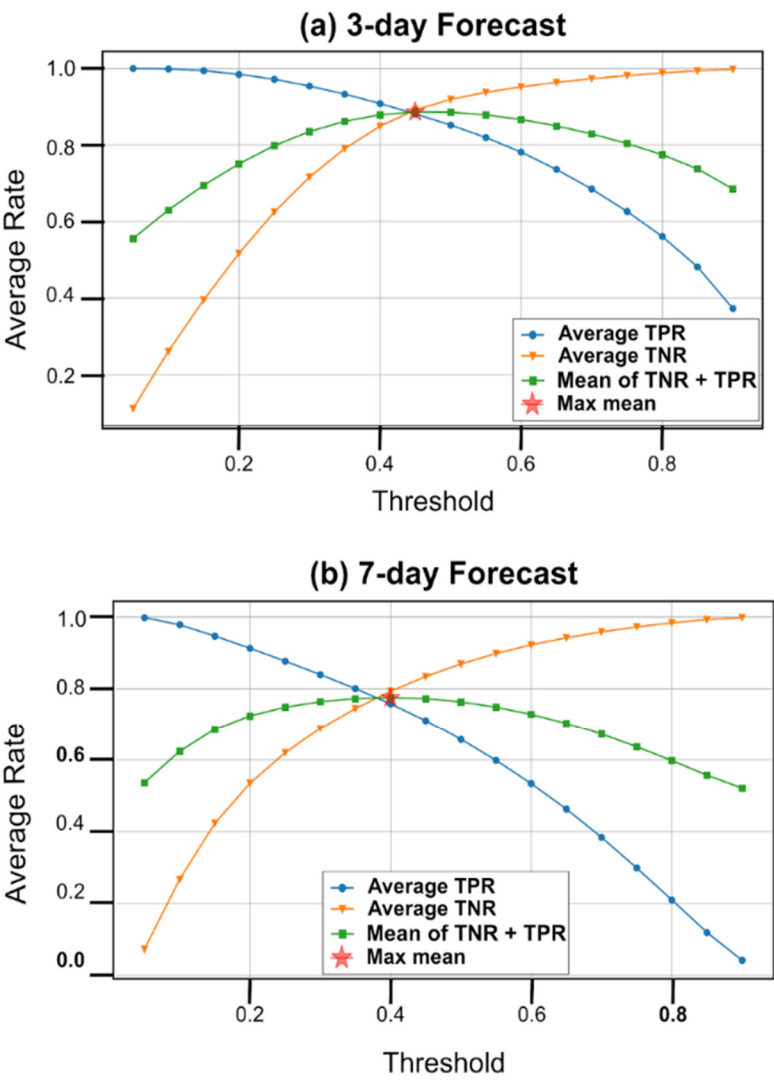 (a) 3-day Forecast
1.0
0.8
0.6
0.4
0.2
Average Rate
Average TPR
Average TNR
Mean of TNR + TPR
Max mean
0.2 0.4 0.6 0.8
Threshold
(b) 7-day Forecast
1.0
0.8
0.6
0.4
0.2
0.0
Average Rate
Average TPR
Average TNR
Mean of TNR + TPR
Max mean
0.2 0.4 0.6 0.8
Threshold